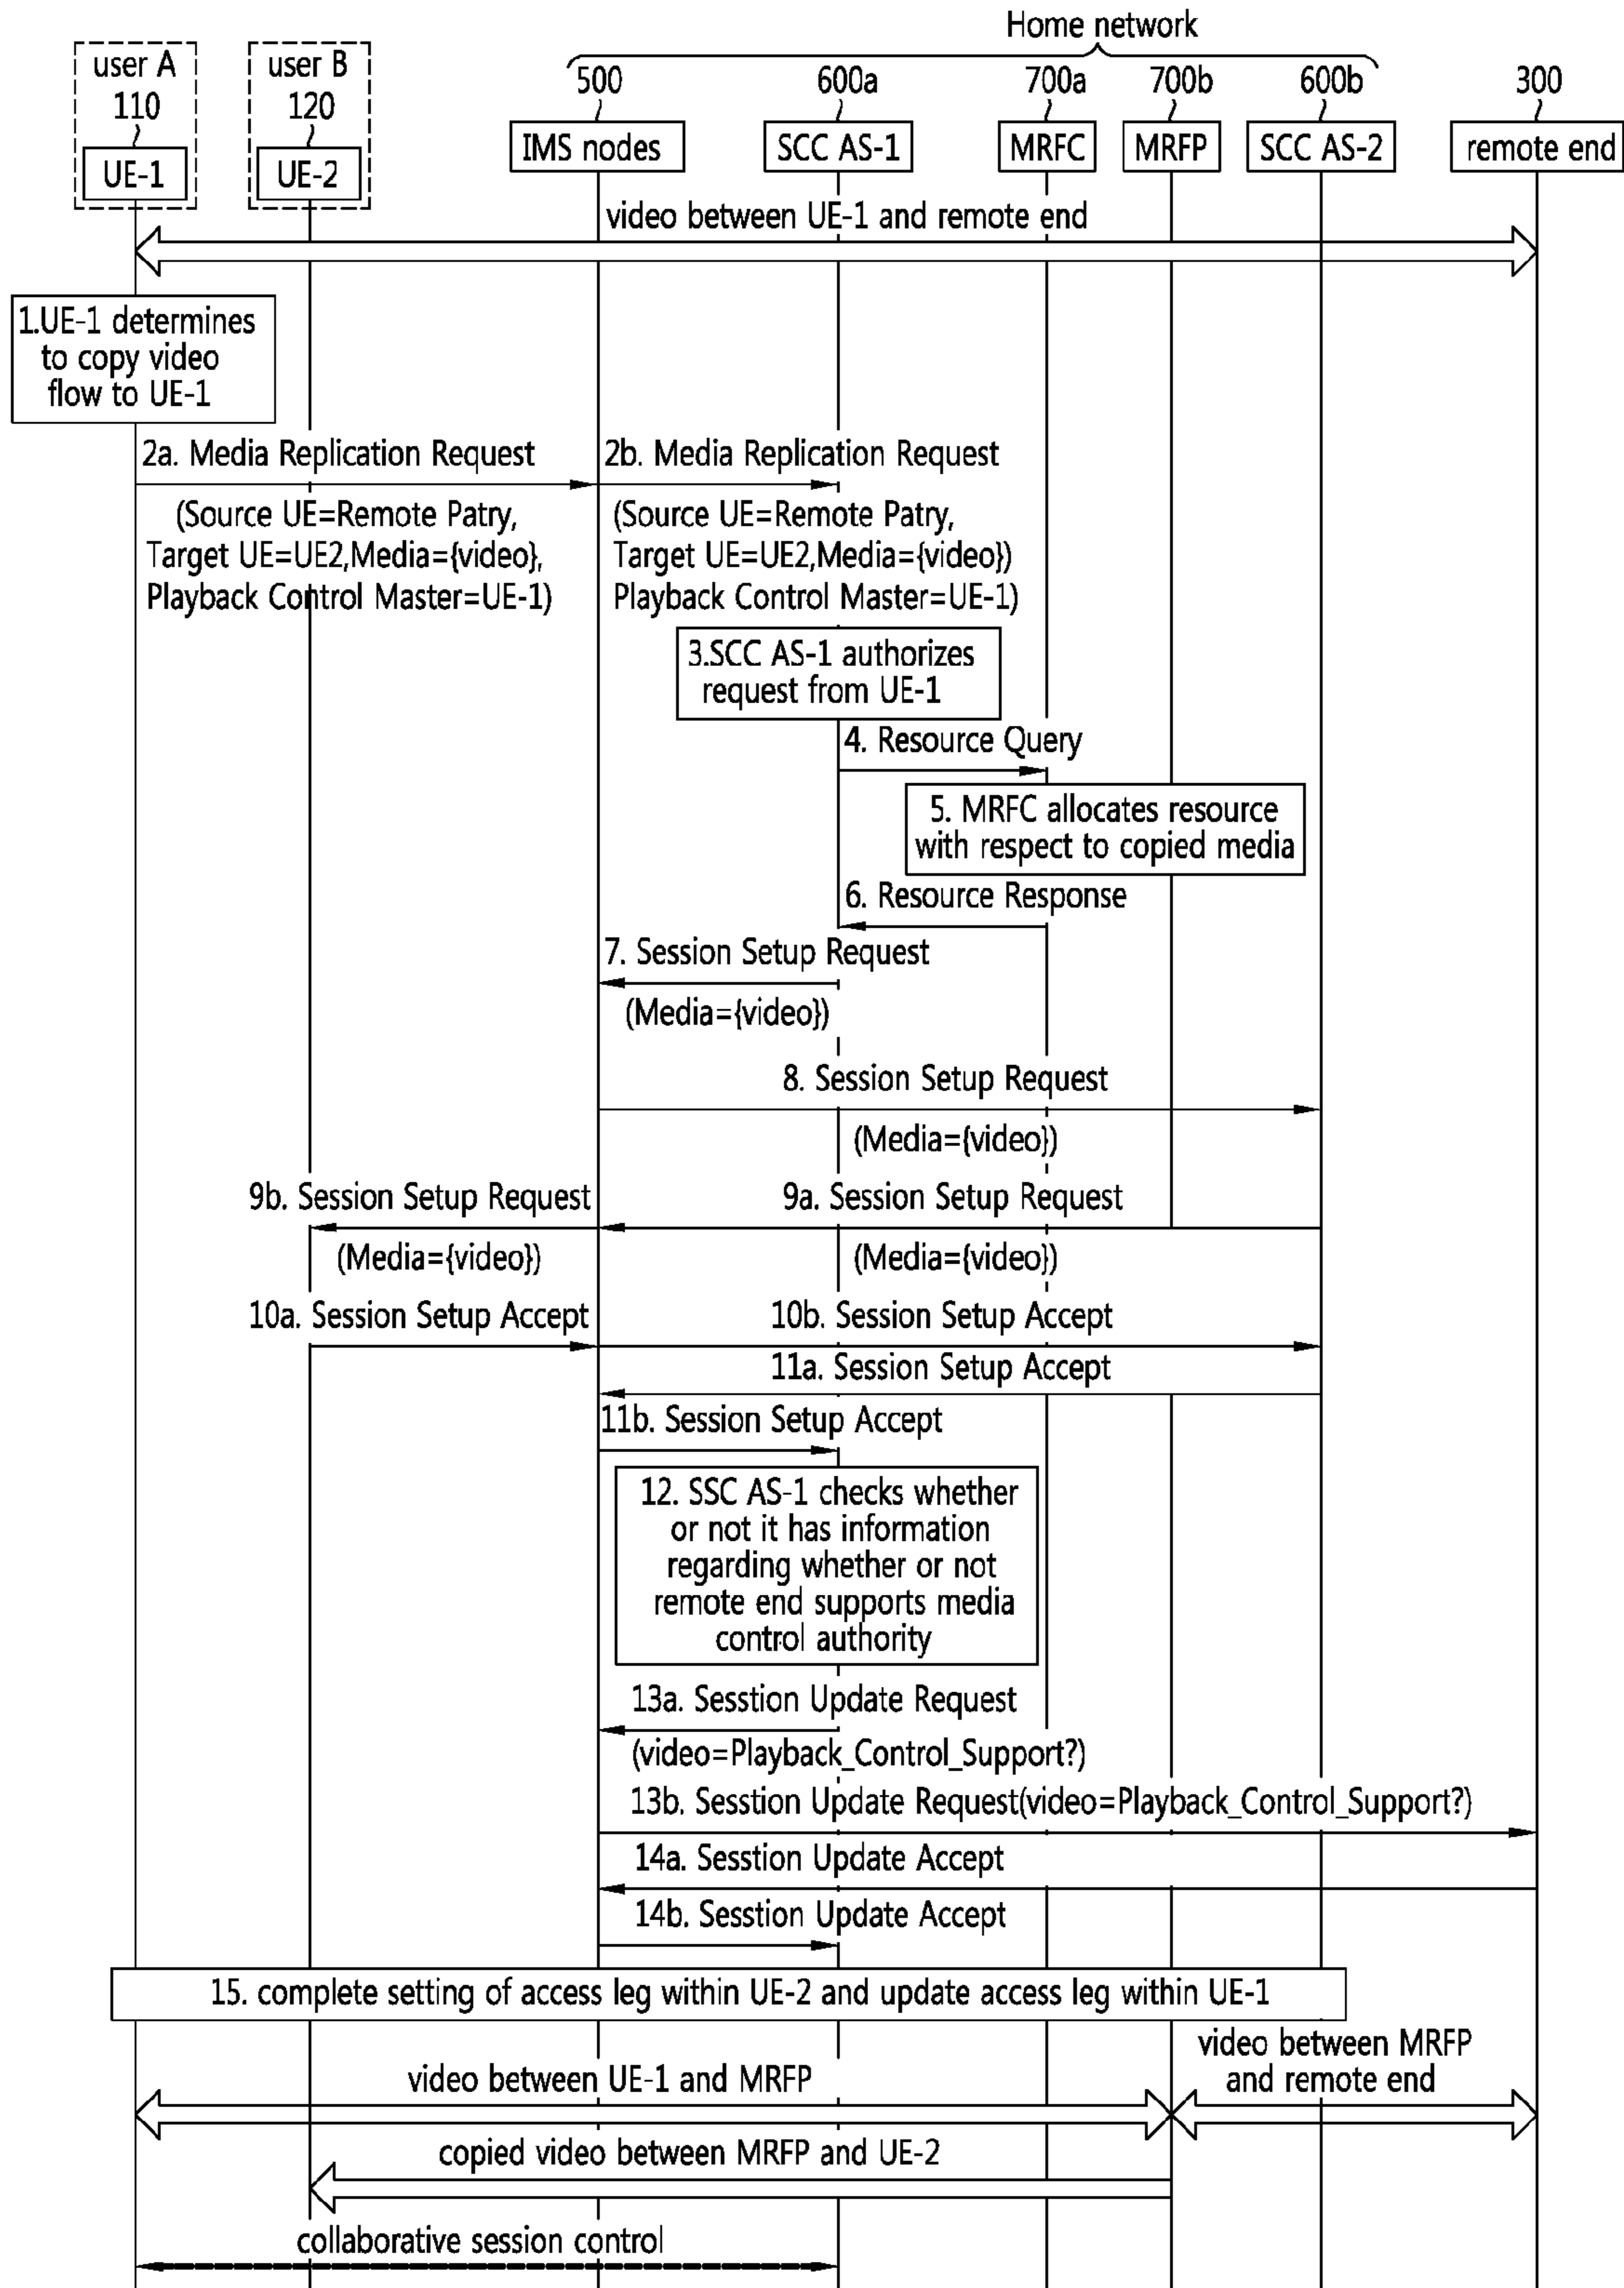 Home network
user A
user B
110
120
500
600a
700a
700b
600b
300
UE-1
UE-2
IMS nodes
SCC AS-1
MRFC
MRFP
SCC AS-2
remote end
video between UE-1 and remote end
1.UE-1 determines
to copy video
flow to UE-1
2a. Media Replication Request
(Source UE=Remote Patry,
Target UE=UE2,Media={video},
Playback Control Master=UE-1)
2b. Media Replication Request
(Source UE=Remote Patry,
Target UE=UE2,Media={video})
Playback Control Master=UE-1)
3.SCC AS-1 authorizes
request from UE-1
4. Resource Query
5. MRFC allocates resource
with respect to copied media
6. Resource Response
7. Session Setup Request
(Media={video})
8. Session Setup Request
(Media={video})
9b. Session Setup Request
(Media={video})
9a. Session Setup Request
(Media={video})
10a. Session Setup Accept
10b. Session Setup Accept
11a. Session Setup Accept
11b. Session Setup Accept
12. SSC AS-1 checks whether
or not it has information
regarding whether or not
remote end supports media
control authority
13a. Sesstion Update Request
(video=Playback_Control_Support?)
13b. Sesstion Update Request(video=Playback_Control_Support?)
14a. Sesstion Update Accept
14b. Sesstion Update Accept
15. complete setting of access leg within UE-2 and update access leg within UE-1
video between UE-1 and MRFP
video between MRFP
and remote end
copied video between MRFP and UE-2
collaborative session control